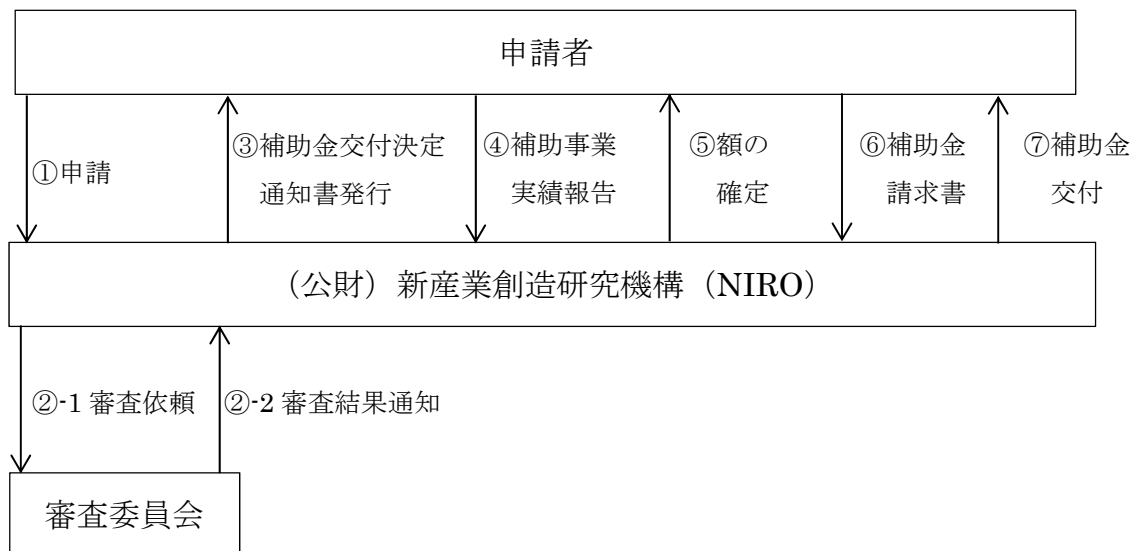 申請者
①申請
③補助金交付決定
通知書発行
④補助事業
実績報告
⑤額の
確定
⑥補助金
請求書
⑦補助金
交付
（公財）新産業創造研究機構（NIRO）
②-1 審査依頼
②-2 審査結果通知
審査委員会